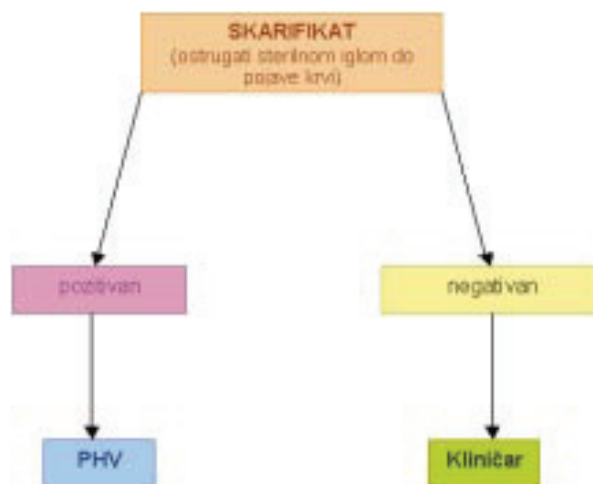 SKARIFIKAT
(ostrugati sterilnom iglom do
pojave krvi)
pozitivan
negativan
PHV
Kliničar